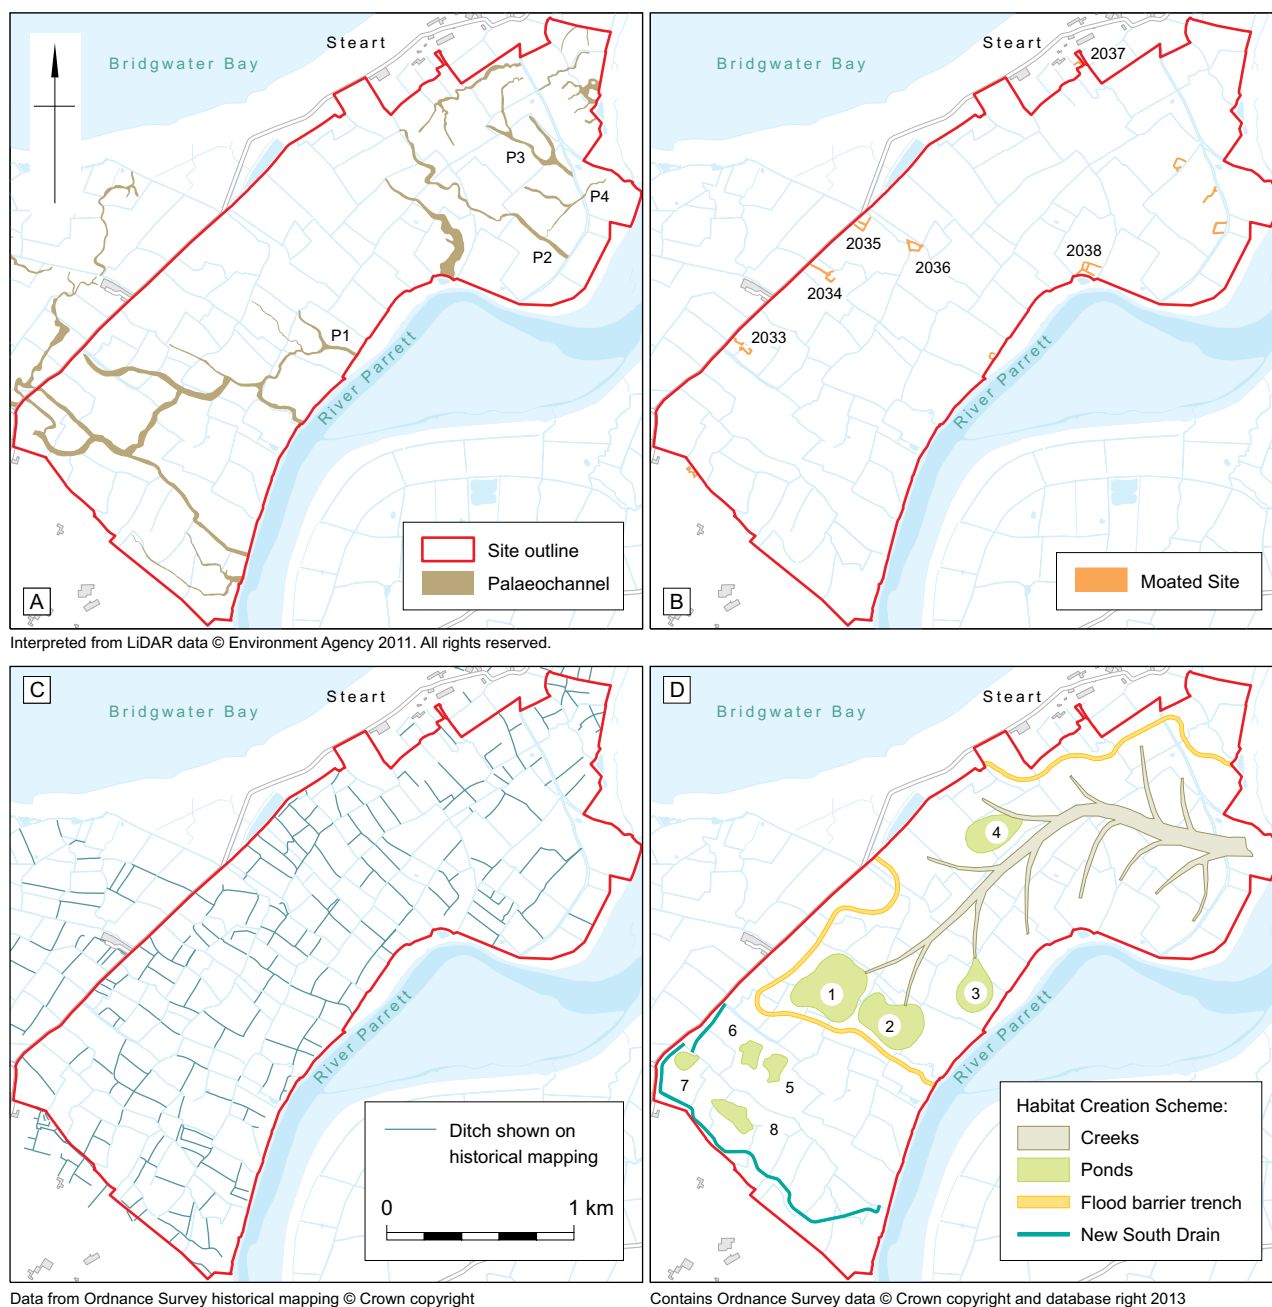 Steart
Bridgwater Bay
P3
P4
P2
P1
River Parrett
Site outline
Palaeochannel
A
Interpreted from LiDAR data © Environment Agency 2011. All rights reserved.
Steart
2037
Bridgwater Bay
2035
2036
2038
2034
2033
River Parrett
Moated Site
B
C
Steart
Bridgwater Bay
River Parrett
Ditch shown on
historical mapping
0 1 km
Data from Ordnance Survey historical mapping © Crown copyright
D
Steart
Bridgwater Bay
4
1
3
2
6
7
5
8
River Parrett
Habitat Creation Scheme:
Creeks
Ponds
Flood barrier trench
New South Drain
Contains Ordnance Survey data © Crown copyright and database right 2013